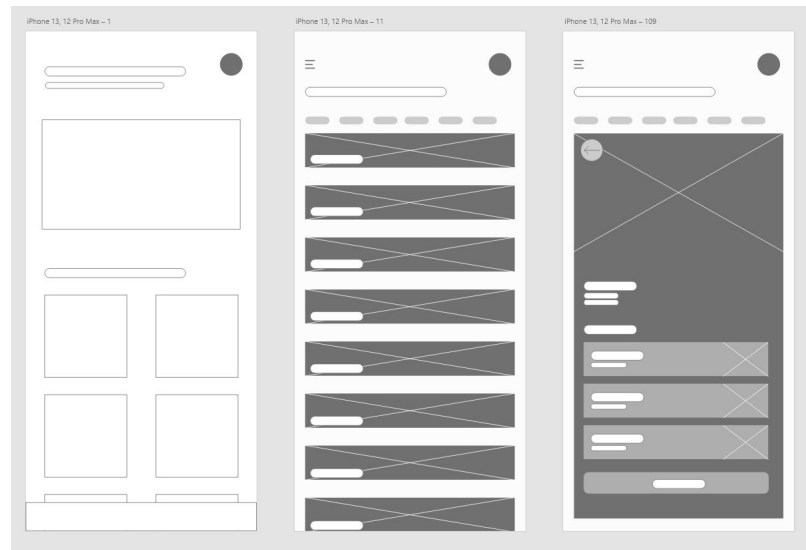 iPhone 13, 12 Pro Max – 1
iPhone 13, 12 Pro Max – 11
iPhone 13, 12 Pro Max – 109